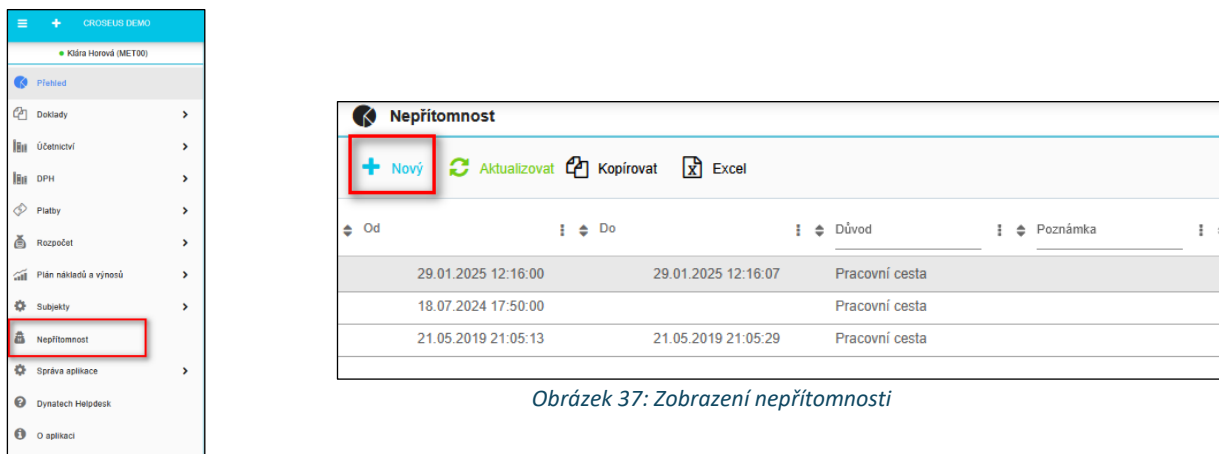 CROSEUS DEMO
Klára Horová (MET00)
Přehled
Doklady
Účetnictví
DPH
Platby
Rozpočet
Plán nákladů a výnosů
Subjekty
Nepřítomnost
Správa aplikace
Dynatech Helpdesk
O aplikaci
Nepřítomnost
Nový Aktualizovat Kopírovat Excel
Od Do Důvod Poznámka
29.01.2025 12:16:00 29.01.2025 12:16:07 Pracovní cesta
18.07.2024 17:50:00 Pracovní cesta
21.05.2019 21:05:13 21.05.2019 21:05:29 Pracovní cesta
Obrázek 37: Zobrazení nepřítomnosti